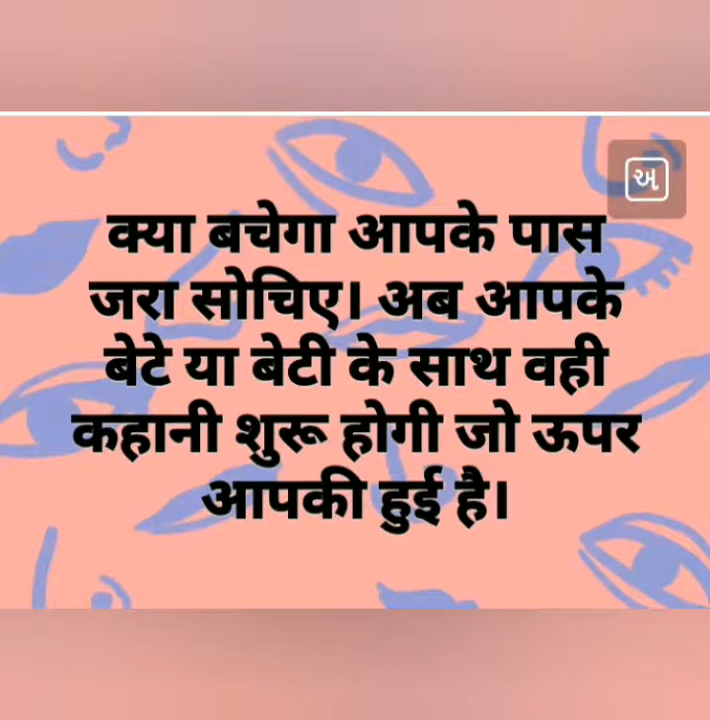 અ
क्या बचेगा आपके पास
जरा सोचिए। अब आपके
बेटे या बेटी के साथ वही
कहानी शुरू होगी जो ऊपर
आपकी हुई है।